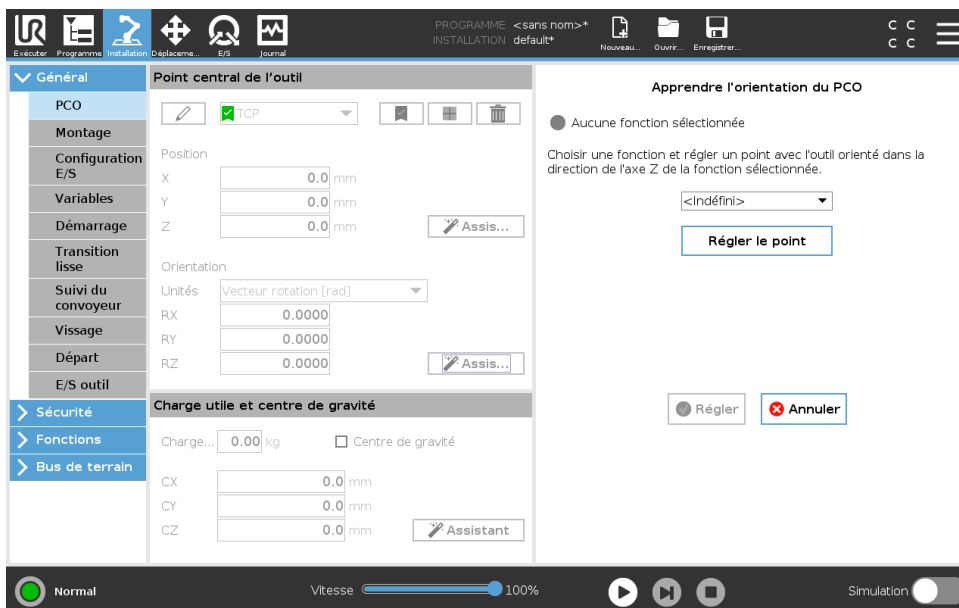 PROGRAMME <sans nom>*
INSTALLATION default*
UR
Exécuter
Programme
Installation
Déplaceme...
E/S
Journal
Nouveau...
Ouvrir...
Enregistrer...
C C
C C
Général
PCO
Montage
Configuration
E/S
Variables
Démarrage
Transition
lisse
Suivi du
convoyeur
Vissage
Départ
E/S outil
Sécurité
Fonctions
Bus de terrain
Point central de l'outil
TCP
Position
X 0.0 mm
Y 0.0 mm
Z 0.0 mm
Assis...
Orientation
Unités Vecteur rotation [rad]
RX 0.0000
RY 0.0000
RZ 0.0000
Assis...
Charge utile et centre de gravité
Charge... 0.00 kg
Centre de gravité
CX 0.0 mm
CY 0.0 mm
CZ 0.0 mm
Assistant
Apprendre l'orientation du PCO
Aucune fonction sélectionnée
Choisir une fonction et régler un point avec l'outil orienté dans la
direction de l'axe Z de la fonction sélectionnée.
<Indéfini>
Régler le point
Régler
Annuler
Normal
Vitesse
100%
Simulation